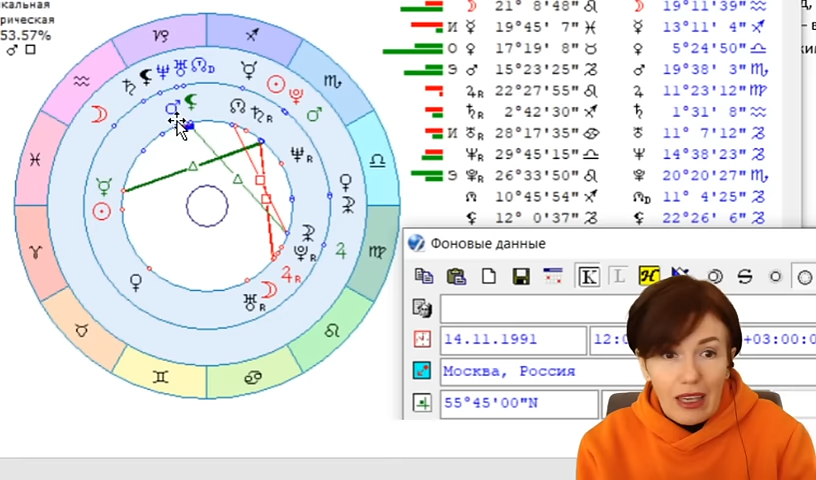 кальная
рическая
53.57%
♂ □
21° 8'48" ♌ ☽ 19°11'39" ♒
И ☿ 19°45' 7" ♓ ☿ 13°11' 4" ♐
О ♀ 17°19' 8" ♉ ♀ 5°24'50" ♎
Э ♂ 15°23'25" ♐ ♂ 19°38' 3" ♏
♃R 22°27'55" ♌ ♃ 11°23'12" ♍
♄R 2°42'30" ♐ ♄ 1°31' 8" ♒
И ♅R 28°17'35" ♋ ♅ 11° 7'12" ♑
♆R 29°45'15" ♎ ♆ 14°38'23" ♑
Э ♇R 26°33'50" ♌ ♇ 20°20'27" ♏
☊ 10°45'54" ♐ ☊D 11° 4'25" ♑
⚸ 12° 0'37" ♑ ⚸ 22°26' 6" ♑
Фоновые данные
K L H S
14.11.1991 12:0 +03:00:0
Москва, Россия
55°45'00"N